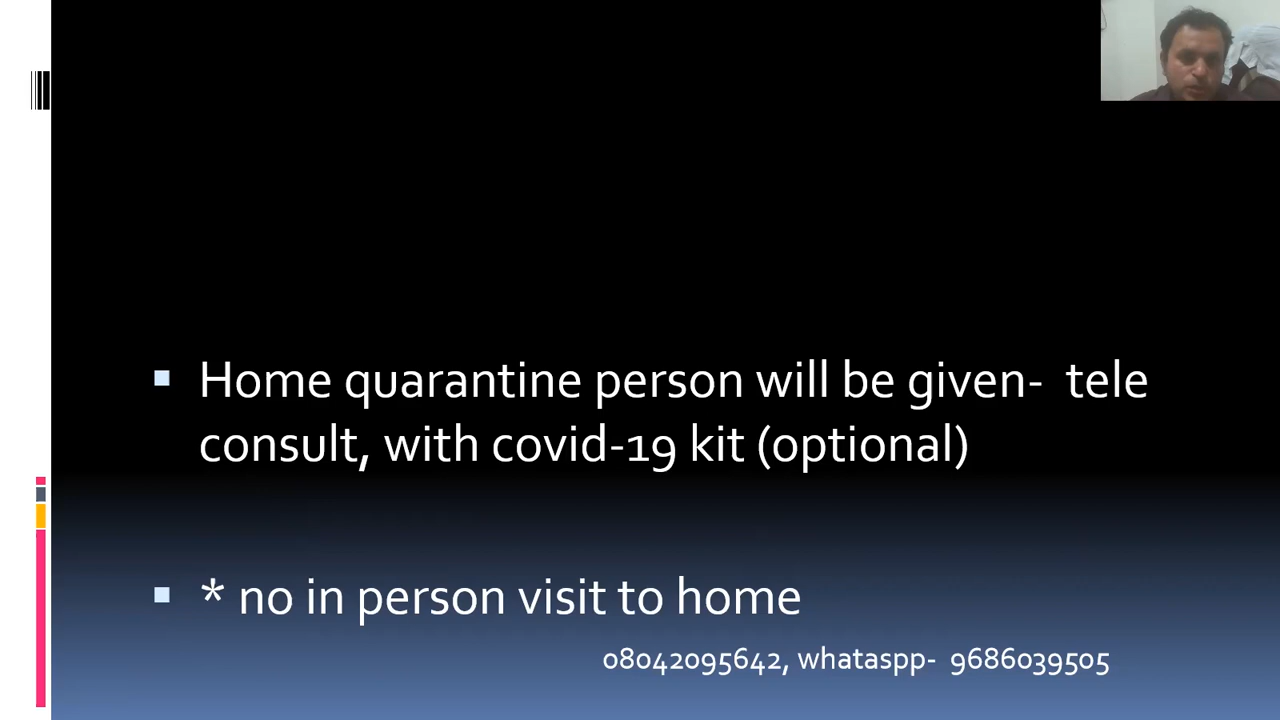 Home quarantine person will be given-  tele
consult, with covid-19 kit (optional)
* no in person visit to home
08042095642, whataspp-  9686039505